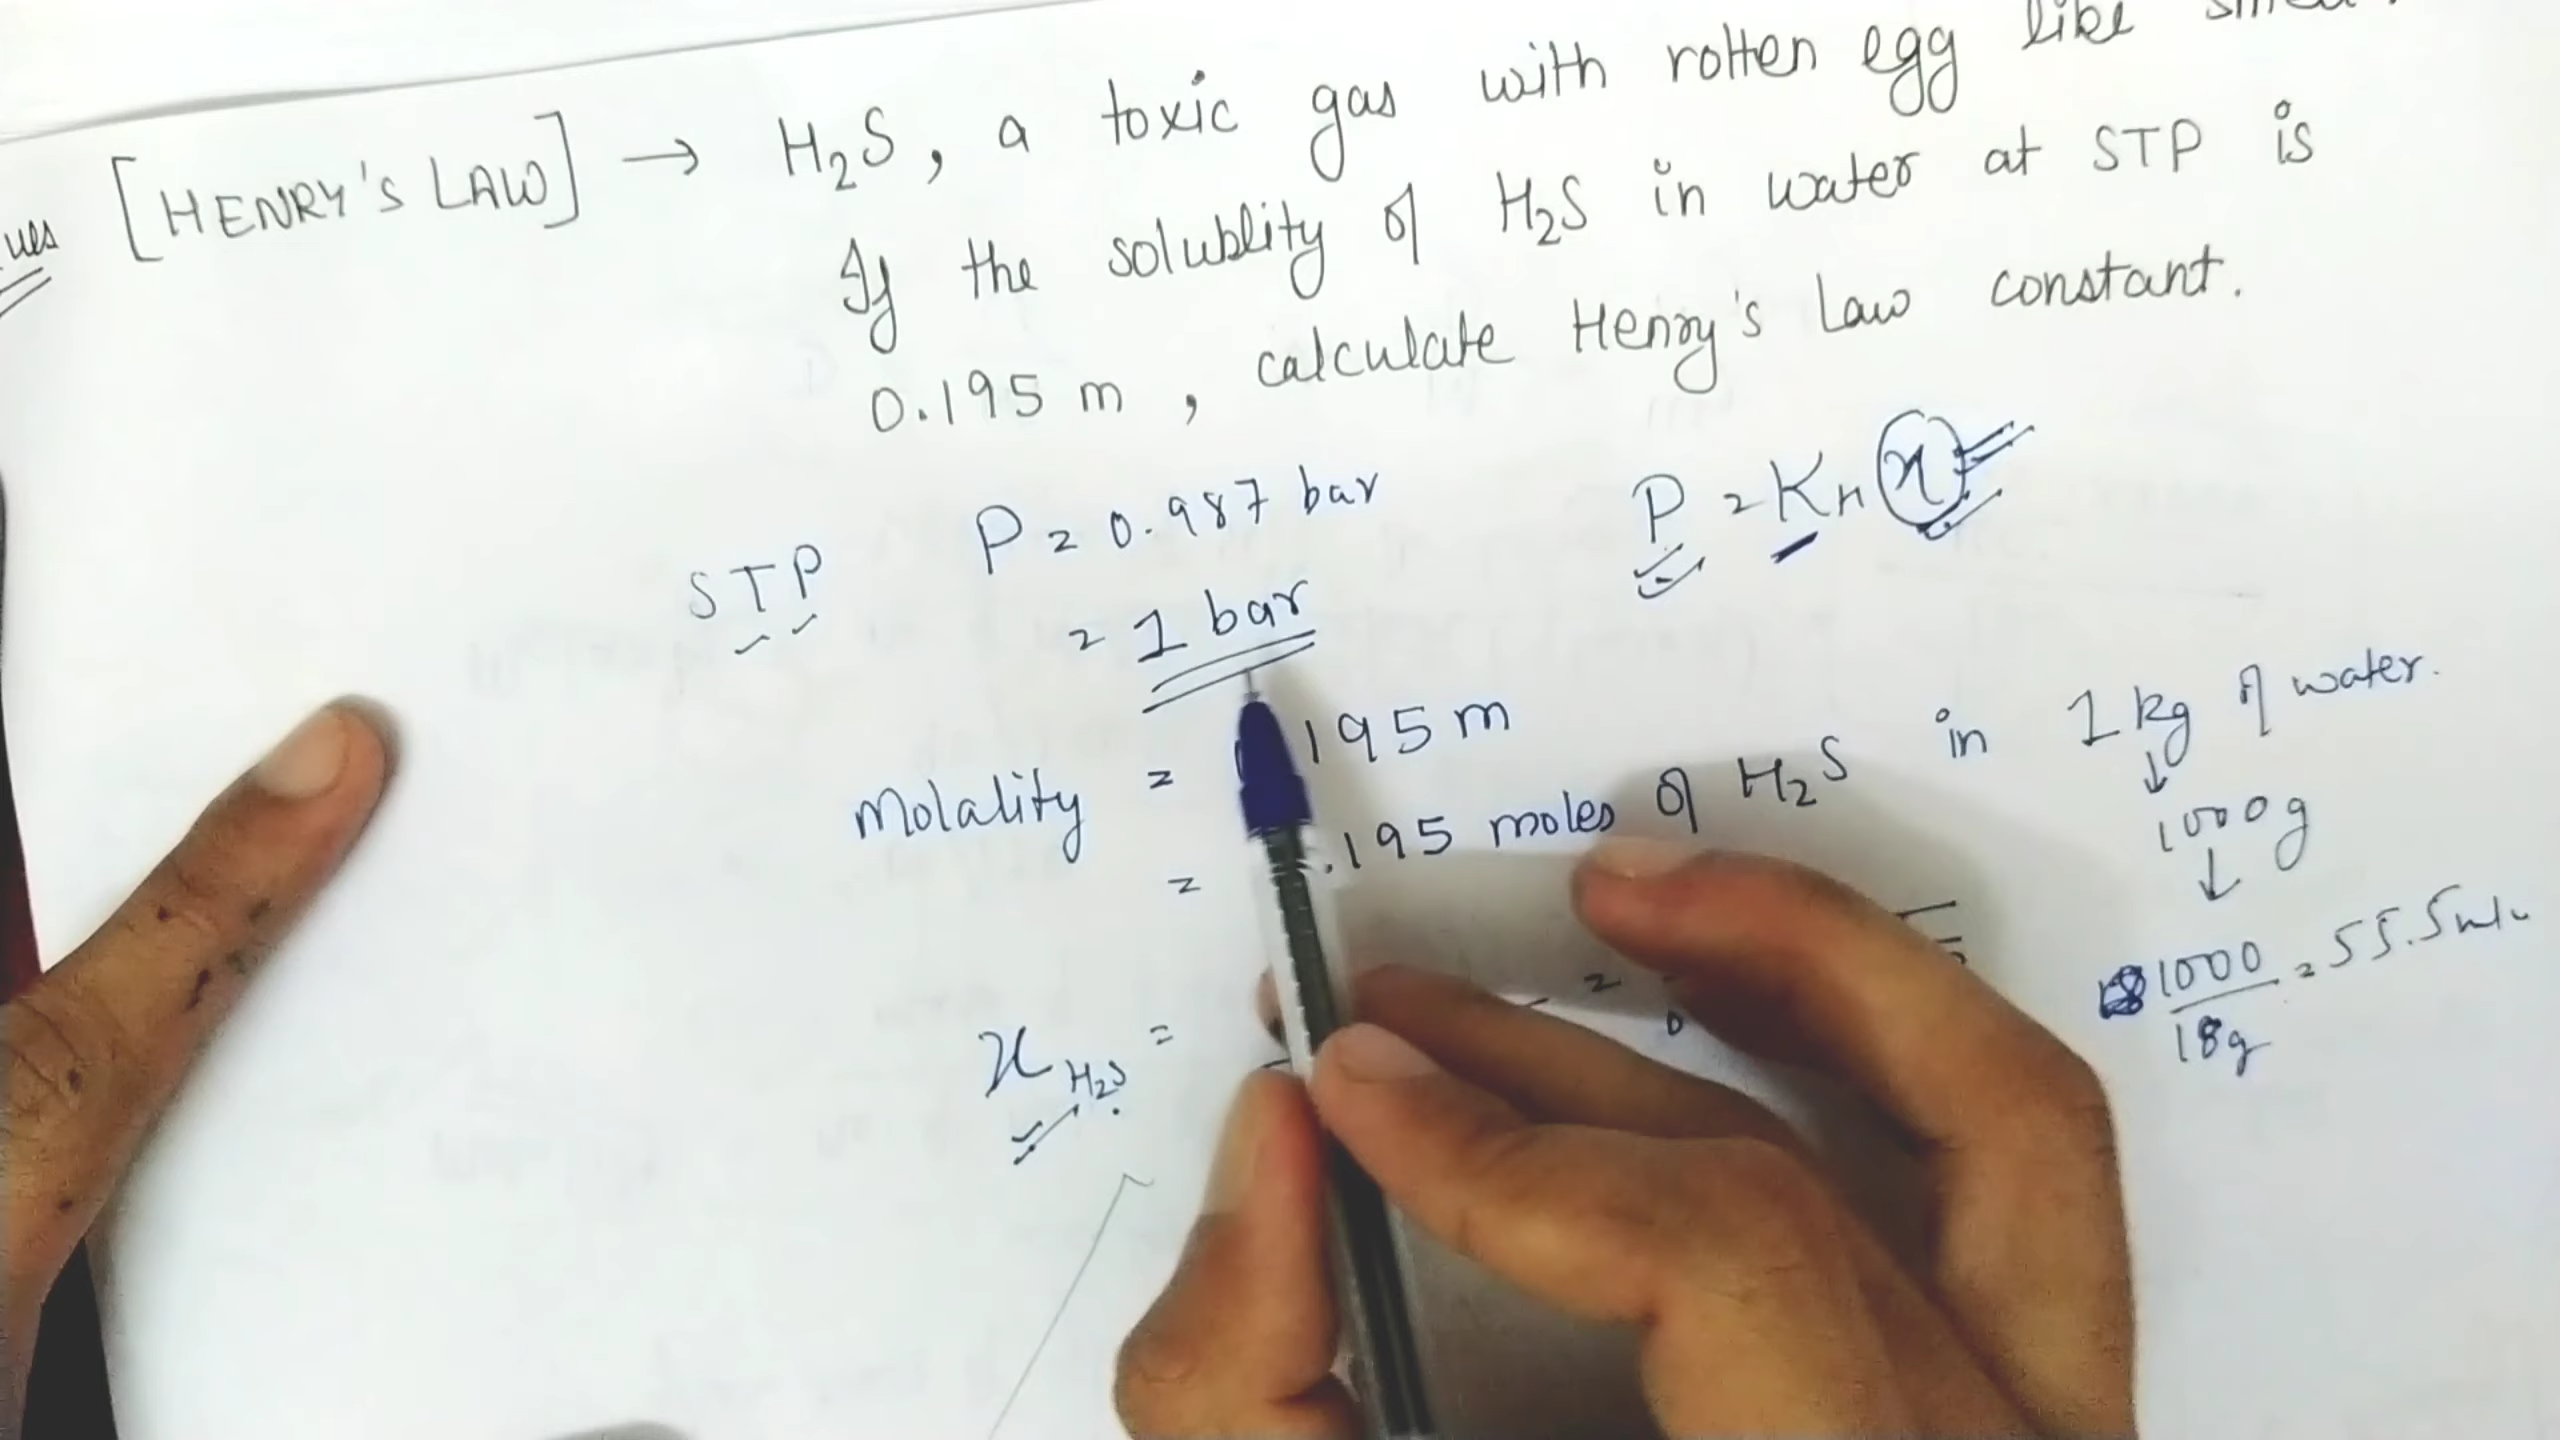 [HENRY'S LAW] → H2S, a toxic gas with rotten egg like
If the solublity of H2S in water at STP is
0.195 m, calculate Henry's Law constant.
STP P = 0.987 bar P = KH x
= 1 bar
Molality = 195 m
= .195 moles of H2S in 1 kg of water.
↓
1000g
↓
xH2S = = 1000/18g = 55.5